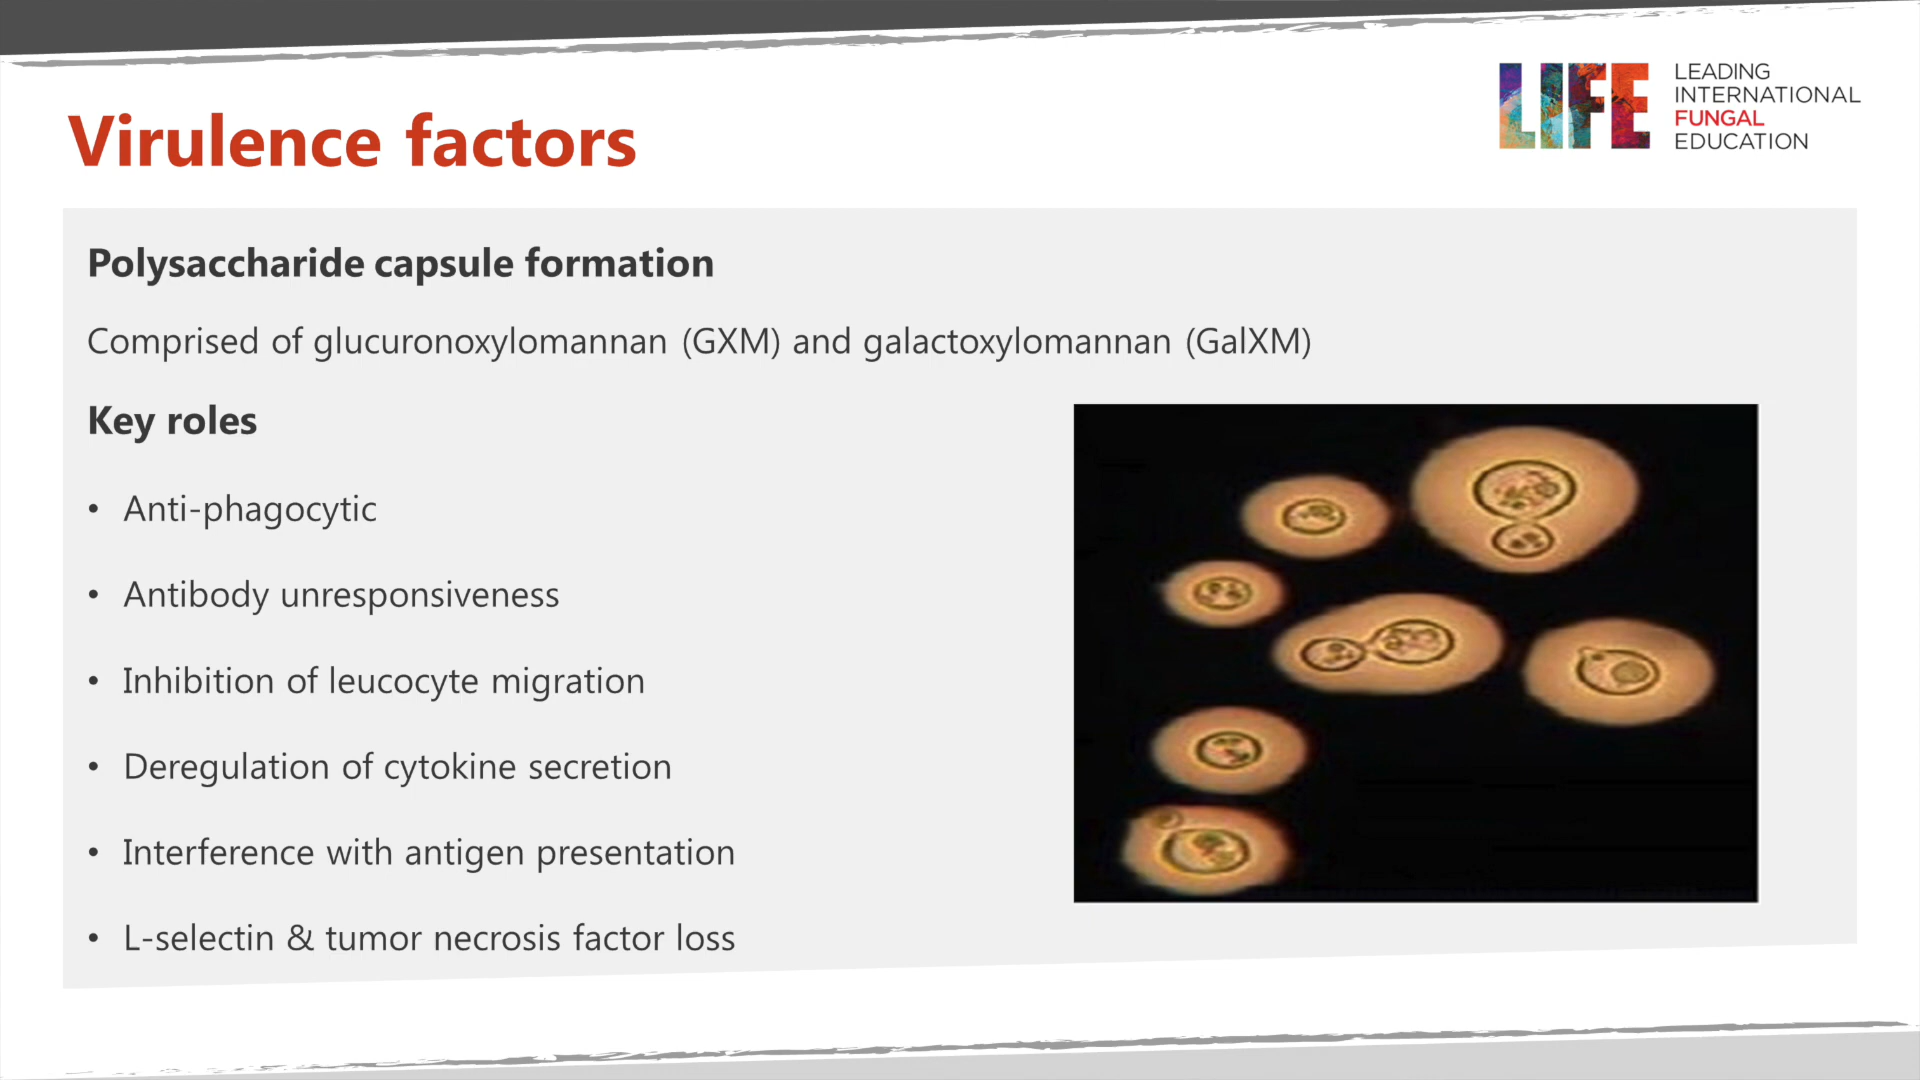 LIFE
LEADING
INTERNATIONAL
FUNGAL
EDUCATION
Virulence factors
Polysaccharide capsule formation
Comprised of glucuronoxylomannan (GXM) and galactoxylomannan (GalXM)
Key roles
• Anti-phagocytic
• Antibody unresponsiveness
• Inhibition of leucocyte migration
• Deregulation of cytokine secretion
• Interference with antigen presentation
• L-selectin & tumor necrosis factor loss